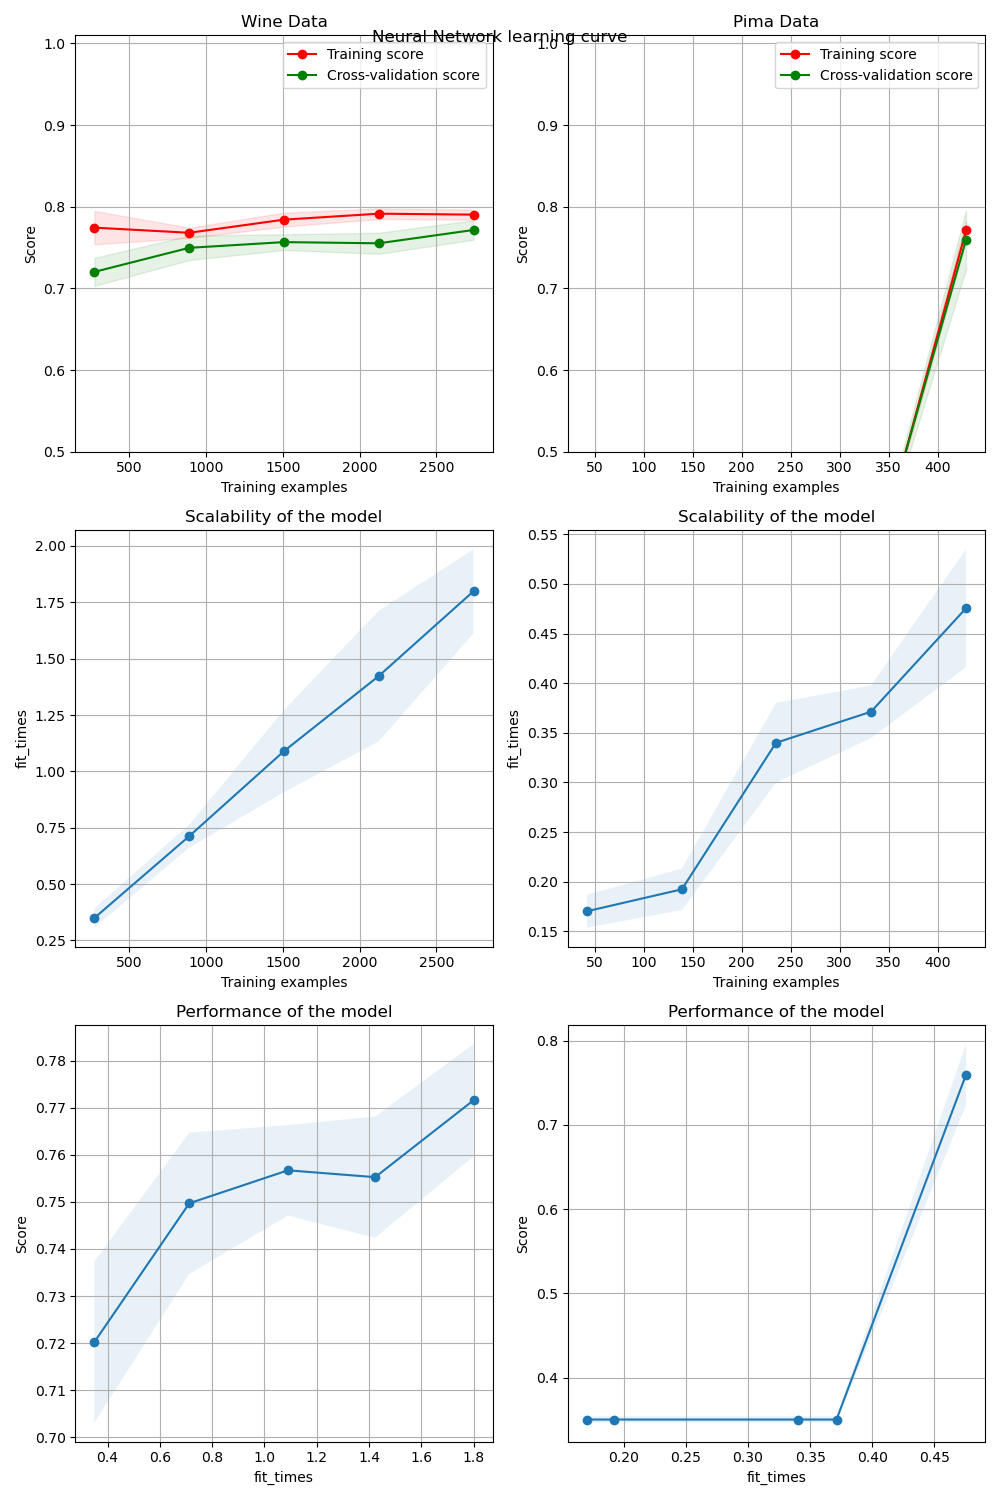 Neural Network learning curve
Wine Data
Training score
Cross-validation score
1.0
0.9
0.8
0.7
0.6
0.5
Score
500 1000 1500 2000 2500
Training examples
Pima Data
Training score
Cross-validation score
1.0
0.9
0.8
0.7
0.6
0.5
Score
50 100 150 200 250 300 350 400
Training examples
Scalability of the model
2.00
1.75
1.50
1.25
1.00
0.75
0.50
0.25
fit_times
500 1000 1500 2000 2500
Training examples
Scalability of the model
0.55
0.50
0.45
0.40
0.35
0.30
0.25
0.20
0.15
fit_times
50 100 150 200 250 300 350 400
Training examples
Performance of the model
0.78
0.77
0.76
0.75
0.74
0.73
0.72
0.71
0.70
Score
0.4 0.6 0.8 1.0 1.2 1.4 1.6 1.8
fit_times
Performance of the model
0.8
0.7
0.6
0.5
0.4
Score
0.20 0.25 0.30 0.35 0.40 0.45
fit_times